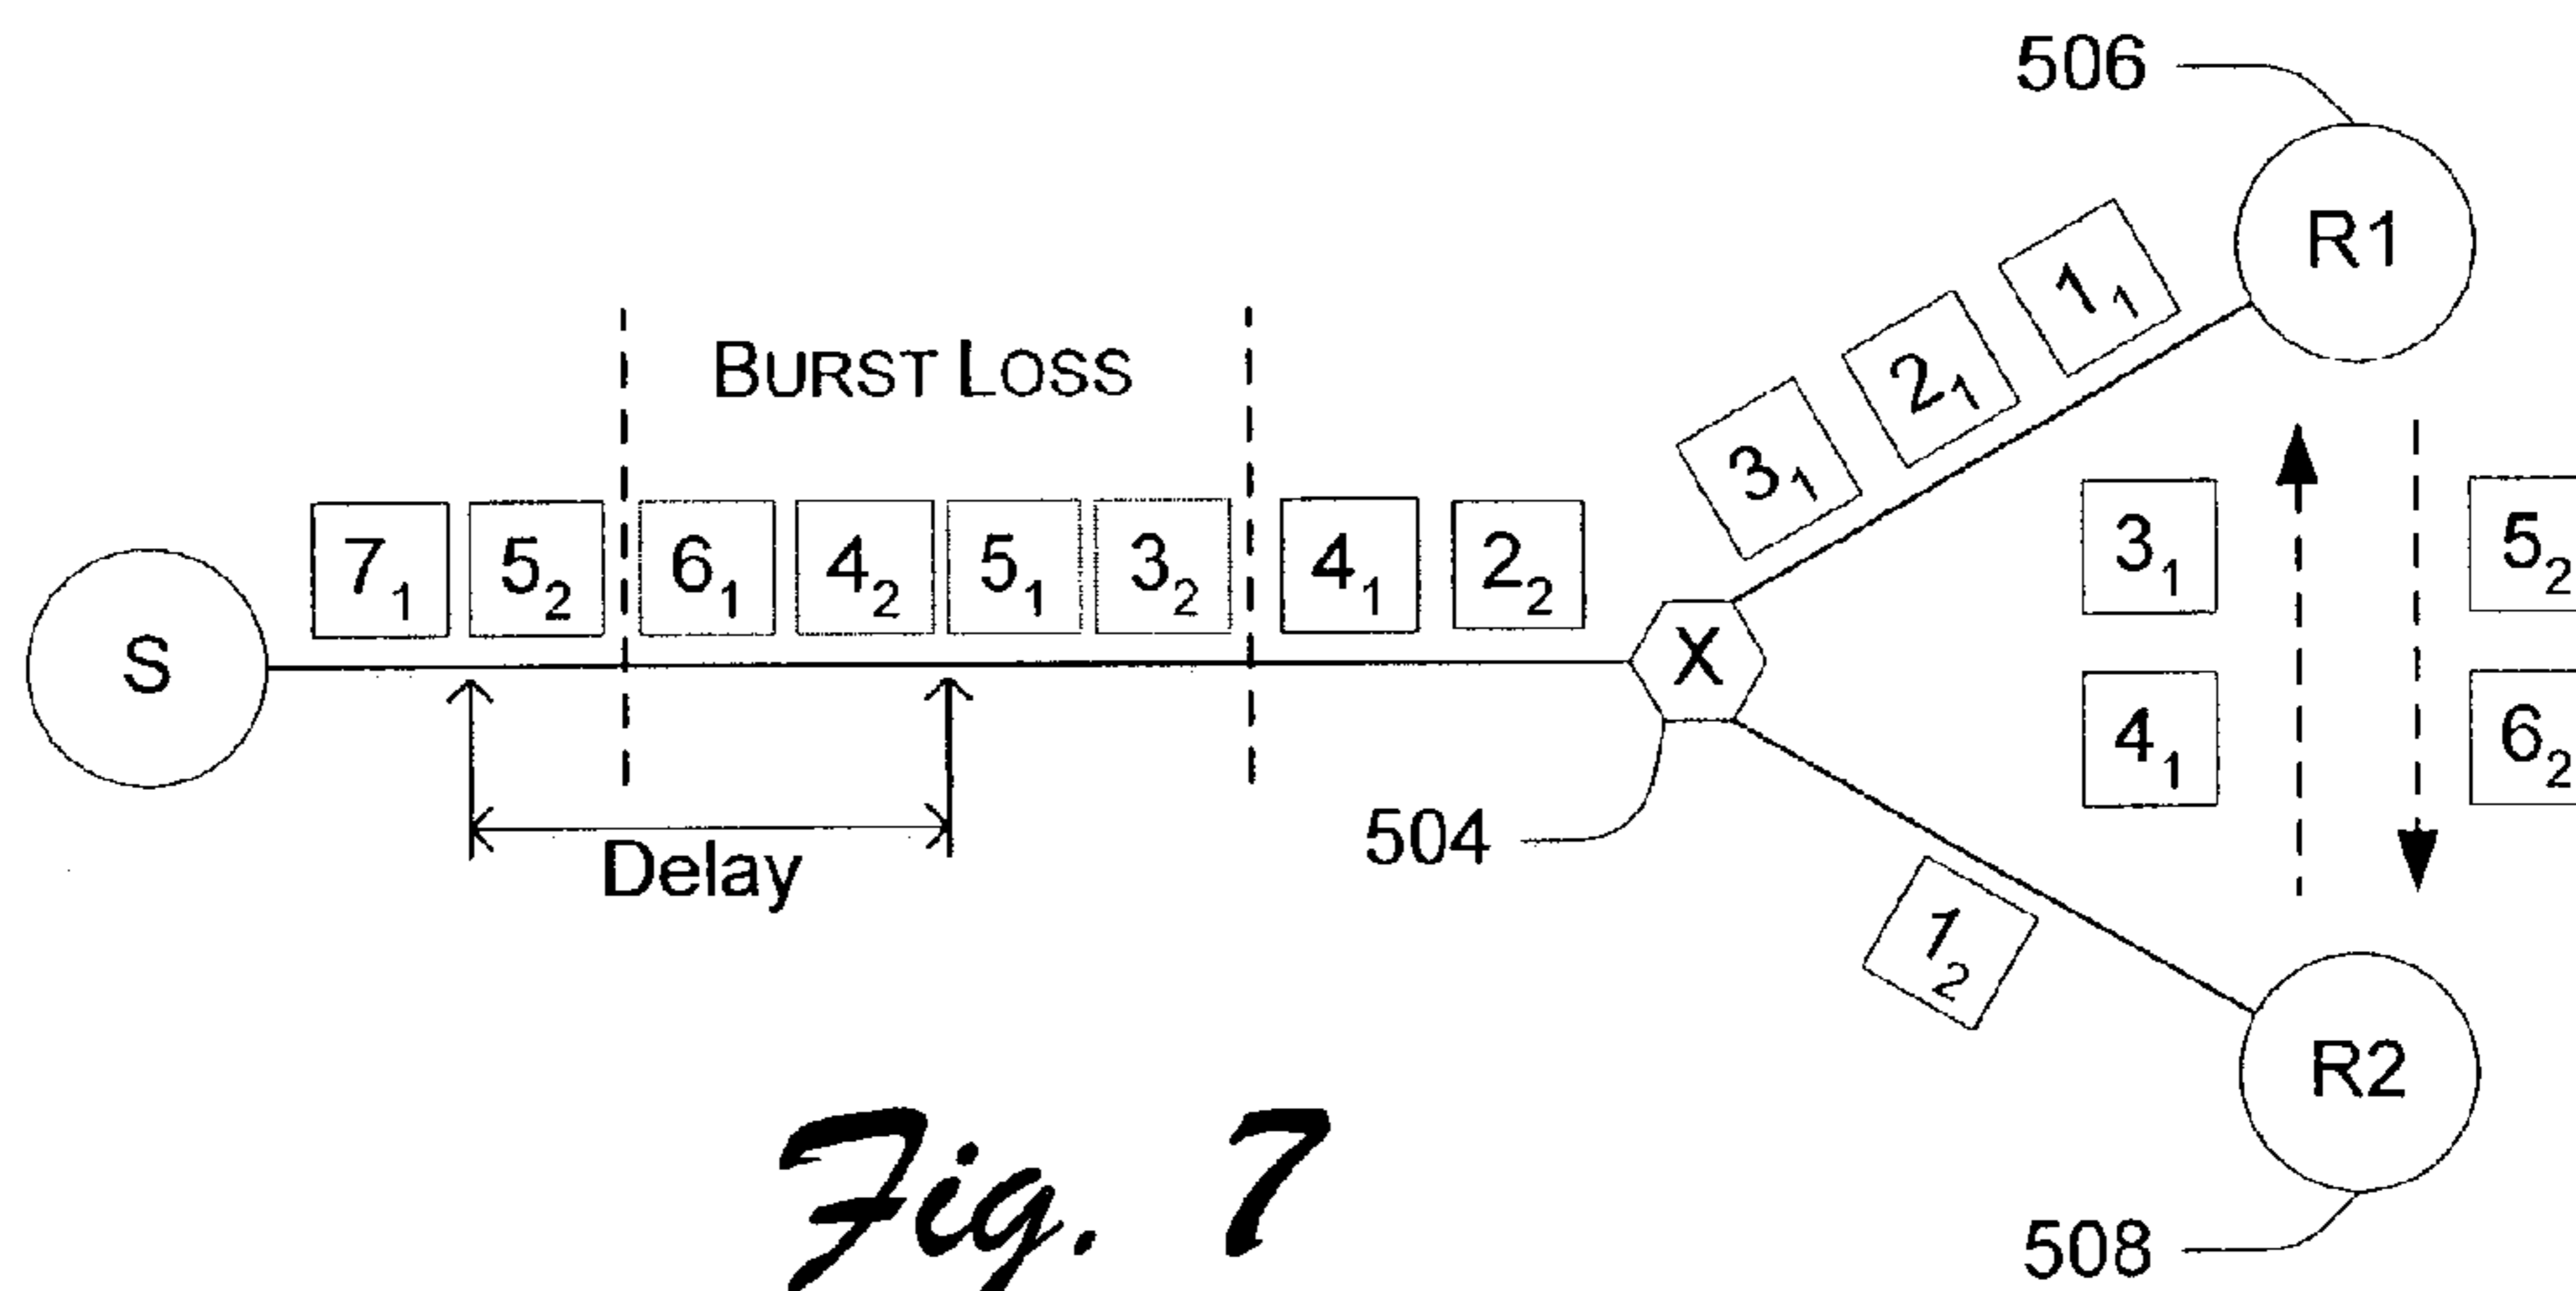 506
R1
1₁
2₁
3₁
BURST LOSS
7₁ 5₂ 6₁ 4₂ 5₁ 3₂ 4₁ 2₂
3₁ 5₂
S
X
4₁ 6₂
504
Delay
1₂
R2
Fig. 7
508